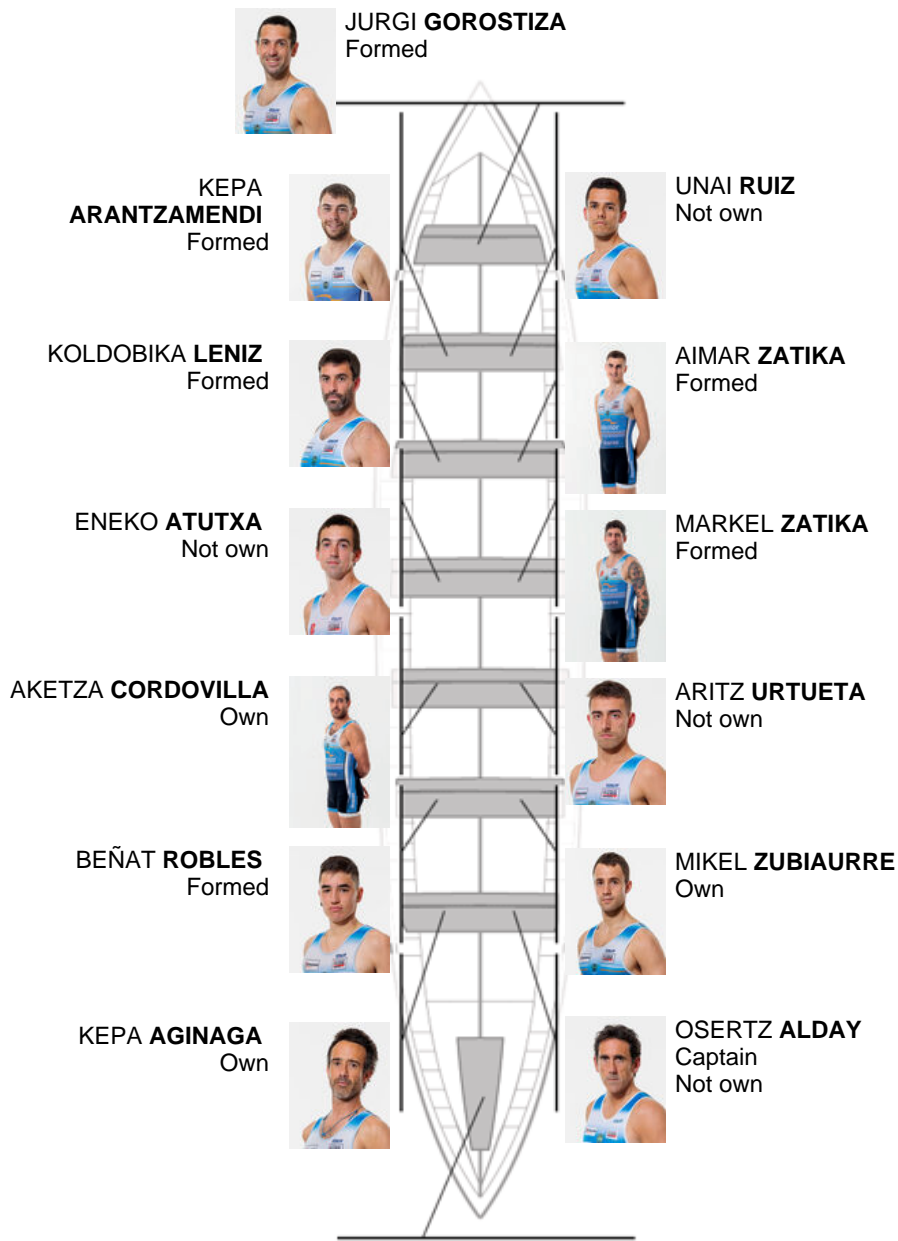 JURGI GOROSTIZA
Formed
KEPA
ARANTZAMENDI
Formed
UNAI RUIZ
Not own
KOLDOBIKA LENIZ
Formed
AIMAR ZATIKA
Formed
ENEKO ATUTXA
Not own
MARKEL ZATIKA
Formed
AKETZA CORDOVILLA
Own
ARITZ URTUETA
Not own
BEÑAT ROBLES
Formed
MIKEL ZUBIAURRE
Own
KEPA AGINAGA
Own
OSERTZ ALDAY
Captain
Not own